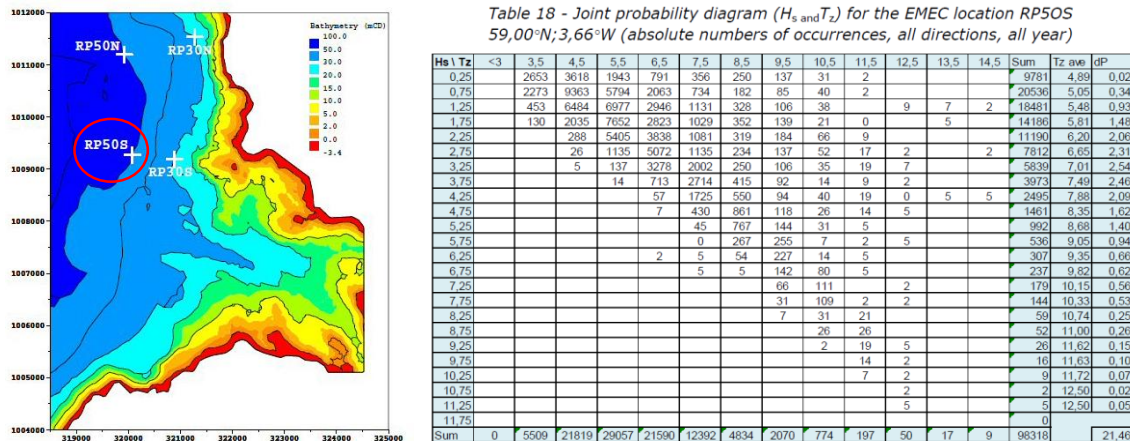 Table 18 - Joint probability diagram (Hs and Tz) for the EMEC location RP5OS
59,00°N;3,66°W (absolute numbers of occurrences, all directions, all year)
1012000
1011000
1010000
1009000
1008000
1007000
1006000
1005000
1004000
319000 320000 321000 322000 323000 324000 325000
RP50N
RP30N
RP50S
RP30S
Bathymetry (mCD)
100.0
50.0
30.0
20.0
15.0
10.0
5.0
2.0
0.0
-3.4
Hs \ Tz <3 3,5 4,5 5,5 6,5 7,5 8,5 9,5 10,5 11,5 12,5 13,5 14,5 Sum Tz ave dP
0,25 2653 3618 1943 791 356 250 137 31 2 9781 4,89 0,02
0,75 2273 9363 5794 2063 734 182 85 40 2 20536 5,05 0,34
1,25 453 6484 6977 2946 1131 328 106 38 9 7 2 18481 5,48 0,93
1,75 130 2035 7652 2823 1029 352 139 21 0 5 14186 5,81 1,48
2,25 288 5405 3838 1081 319 184 66 9 11190 6,20 2,06
2,75 26 1135 5072 1135 234 137 52 17 2 2 7812 6,65 2,31
3,25 5 137 3278 2002 250 106 35 19 7 5839 7,01 2,54
3,75 14 713 2714 415 92 14 9 2 3973 7,49 2,46
4,25 57 1725 550 94 40 19 0 5 5 2495 7,88 2,09
4,75 7 430 861 118 26 14 5 1461 8,35 1,62
5,25 45 767 144 31 5 992 8,68 1,40
5,75 0 267 255 7 2 5 536 9,05 0,94
6,25 2 5 54 227 14 5 307 9,35 0,66
6,75 5 5 142 80 5 237 9,82 0,62
7,25 66 111 2 179 10,15 0,56
7,75 31 109 2 2 144 10,33 0,53
8,25 7 31 21 59 10,74 0,25
8,75 26 26 52 11,00 0,26
9,25 2 19 5 26 11,62 0,15
9,75 14 2 16 11,63 0,10
10,25 7 2 9 11,72 0,07
10,75 2 2 12,50 0,02
11,25 5 5 12,50 0,05
11,75 0
Sum 0 5509 21819 29057 21590 12392 4834 2070 774 197 50 17 9 98318 21,46